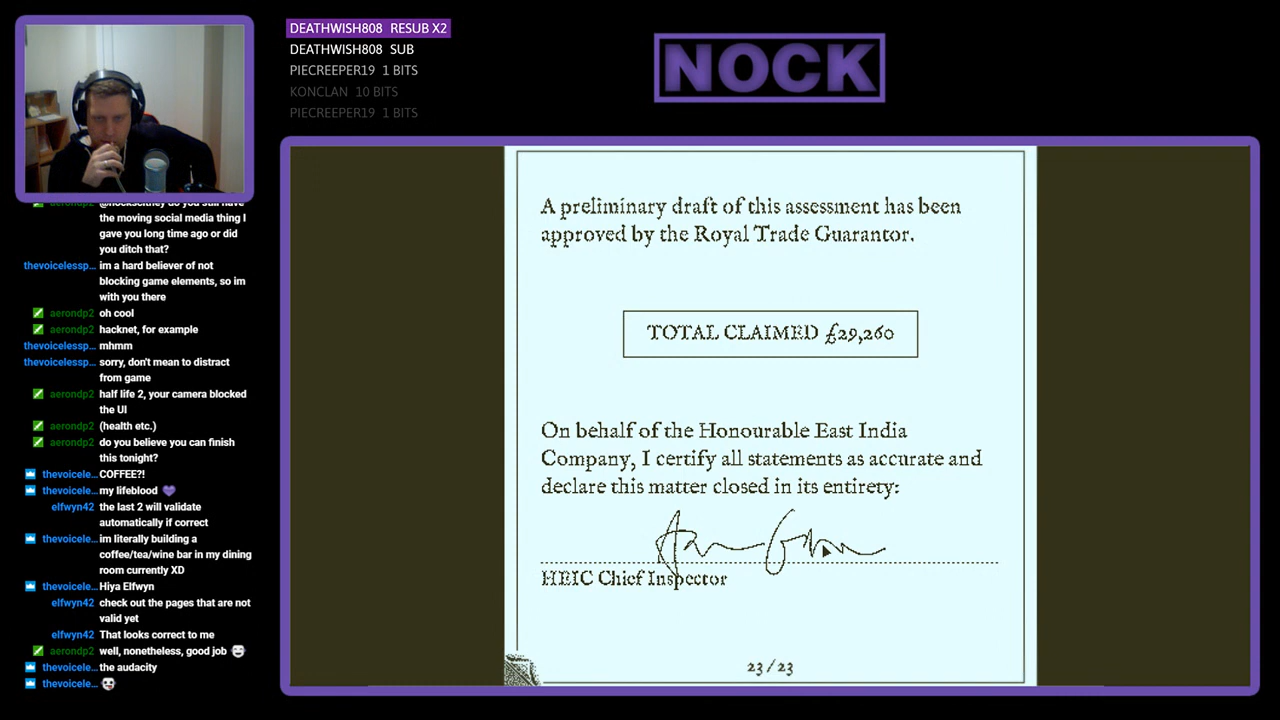 DEATHWISH808 RESUB X2
DEATHWISH808 SUB
PIECREEPER19 1 BITS
KONCLAN 10 BITS
PIECREEPER19 1 BITS
NOCK
the moving social media thing I
gave you long time ago or did
you ditch that?
thevoicelessp... im a hard believer of not
blocking game elements, so im
with you there
aerondp2 oh cool
aerondp2 hacknet, for example
thevoicelessp... mhmm
thevoicelessp... sorry, don't mean to distract
from game
aerondp2 half life 2, your camera blocked
the UI
aerondp2 (health etc.)
aerondp2 do you believe you can finish
this tonight?
thevoicele... COFFEE?!
thevoicele... my lifeblood
elfwyn42 the last 2 will validate
automatically if correct
thevoicele... im literally building a
coffee/tea/wine bar in my dining
room currently XD
thevoicele... Hiya Elfwyn
elfwyn42 check out the pages that are not
valid yet
elfwyn42 That looks correct to me
aerondp2 well, nonetheless, good job
thevoicele... the audacity
thevoicele...
A preliminary draft of this assessment has been
approved by the Royal Trade Guarantor.
TOTAL CLAIMED £29,260
On behalf of the Honourable East India
Company, I certify all statements as accurate and
declare this matter closed in its entirety:
HEIC Chief Inspector
23/23